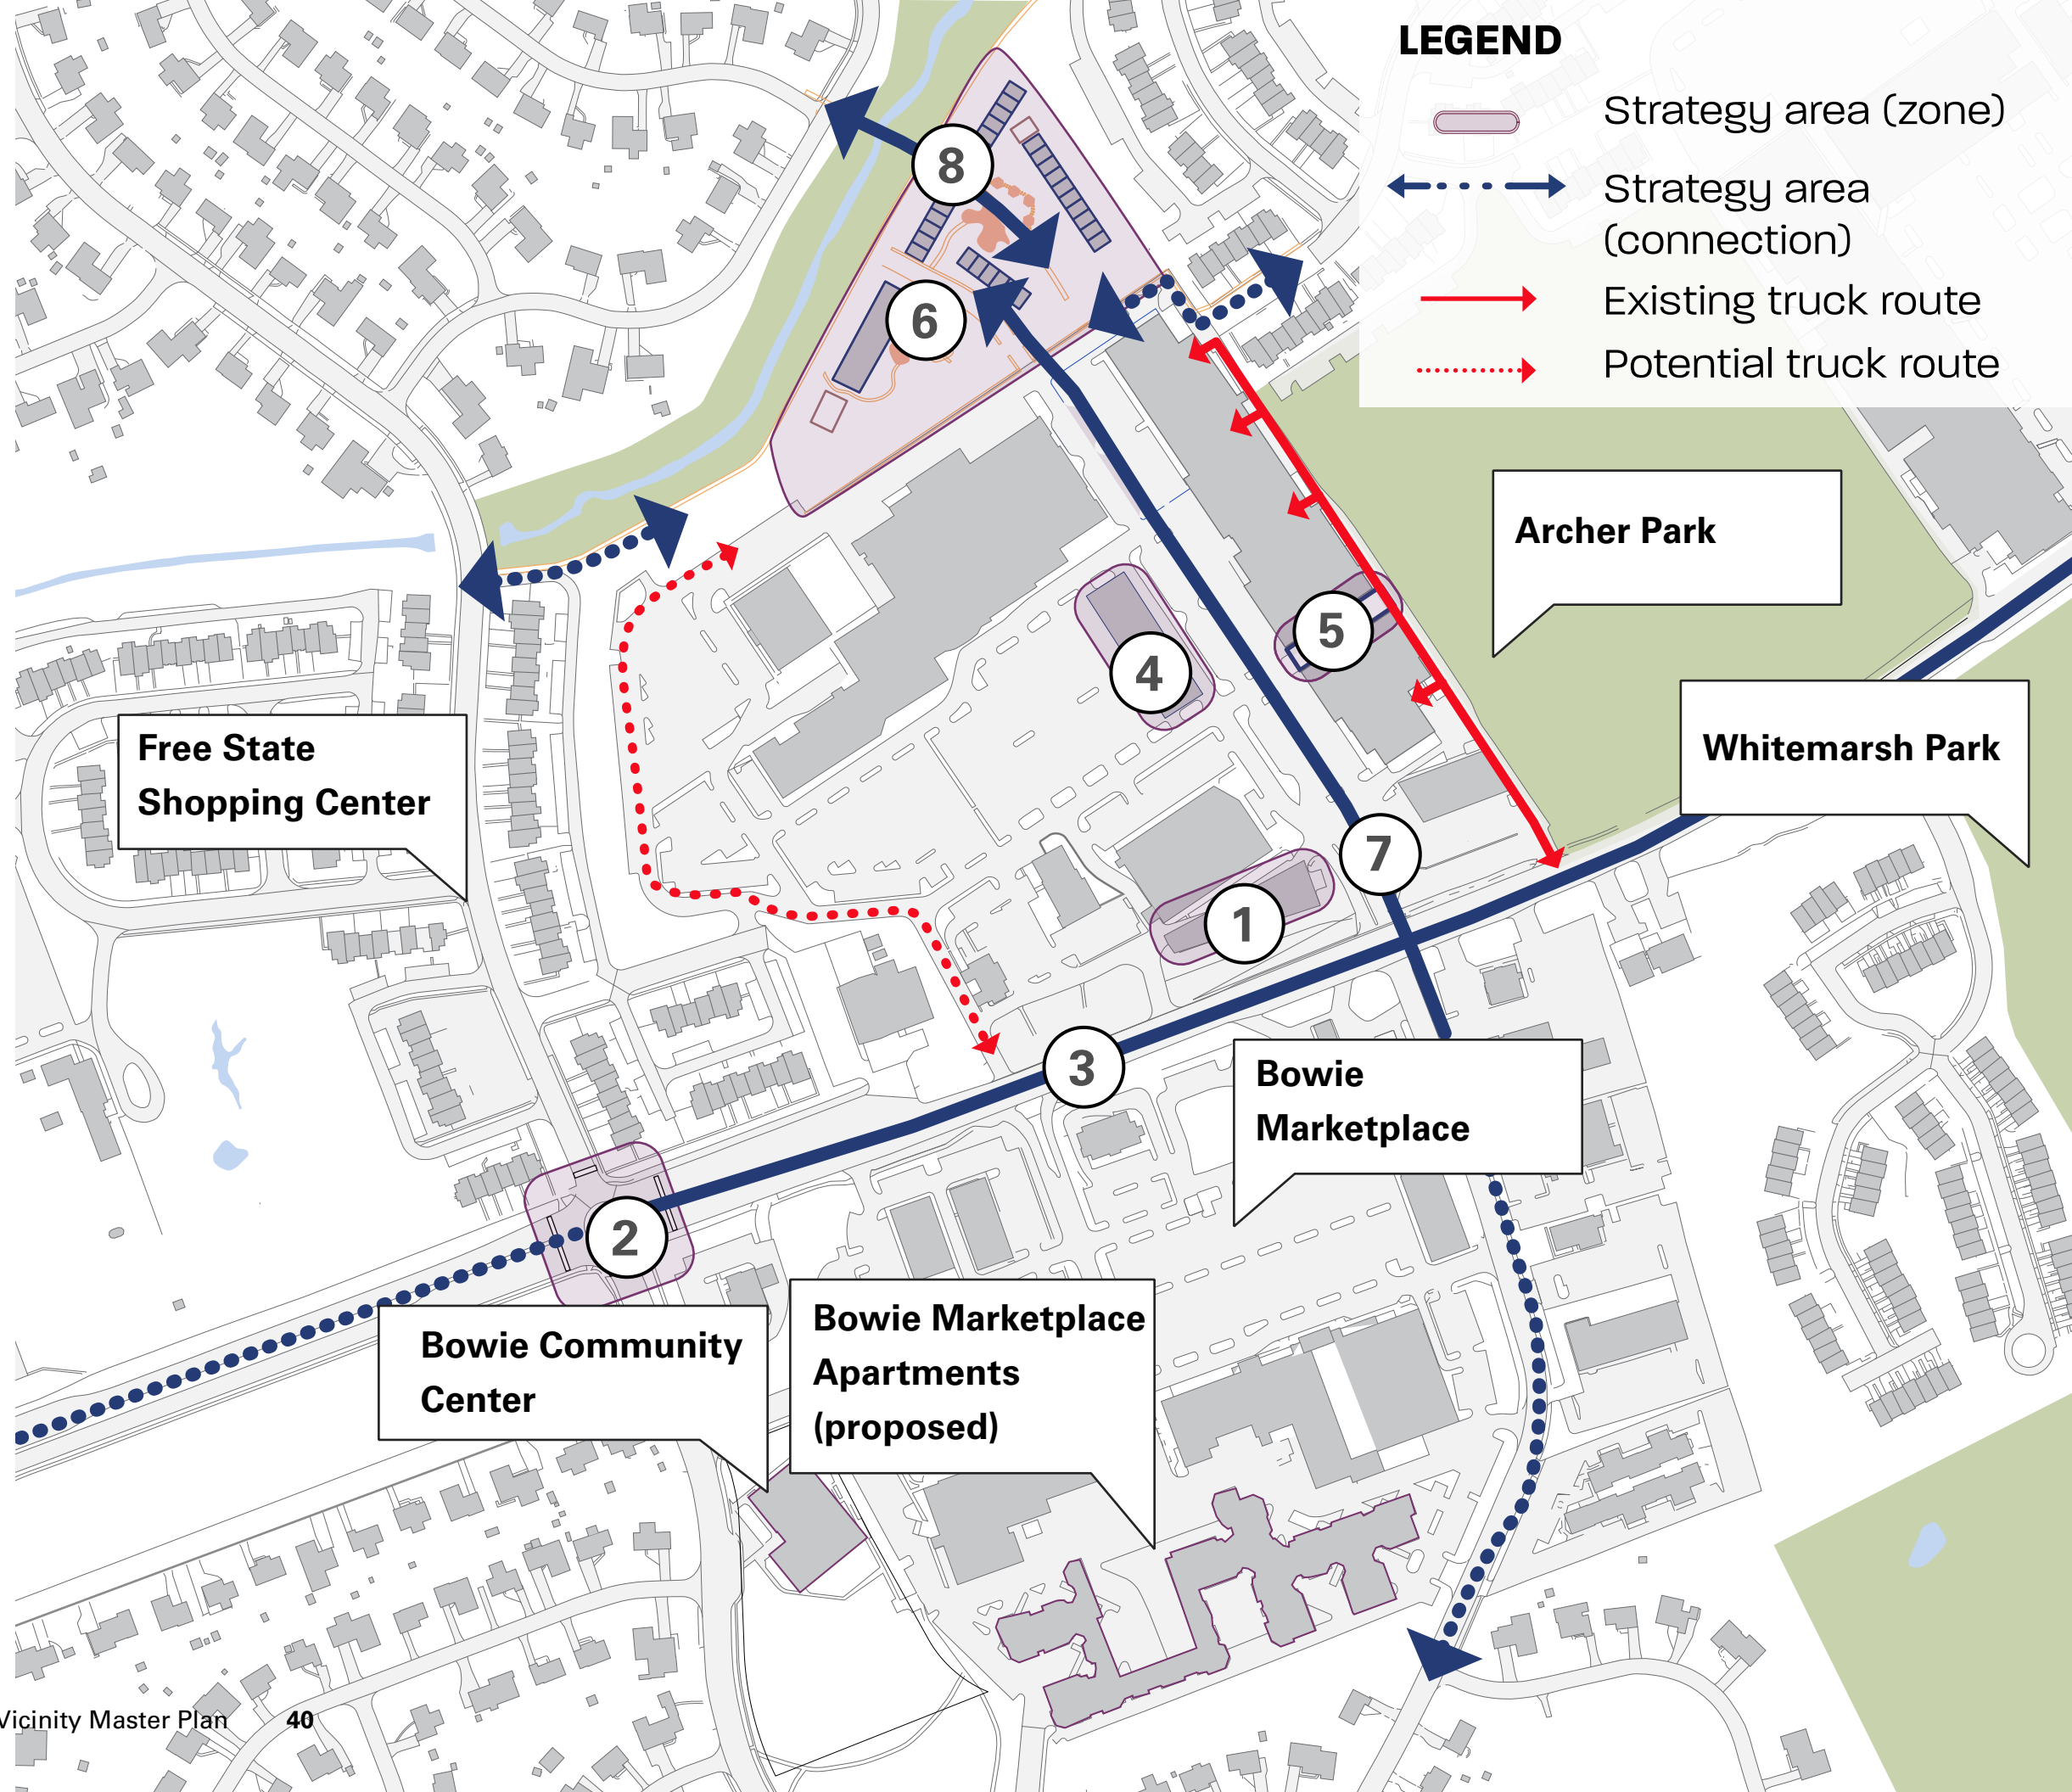 LEGEND
Strategy area (zone)
Strategy area
(connection)
Existing truck route
Potential truck route
8
6
Archer Park
5
4
Free State
Shopping Center
Whitemarsh Park
7
1
3
Bowie
Marketplace
2
Bowie Community
Center
Bowie Marketplace
Apartments
(proposed)
Vicinity Master Plan 40